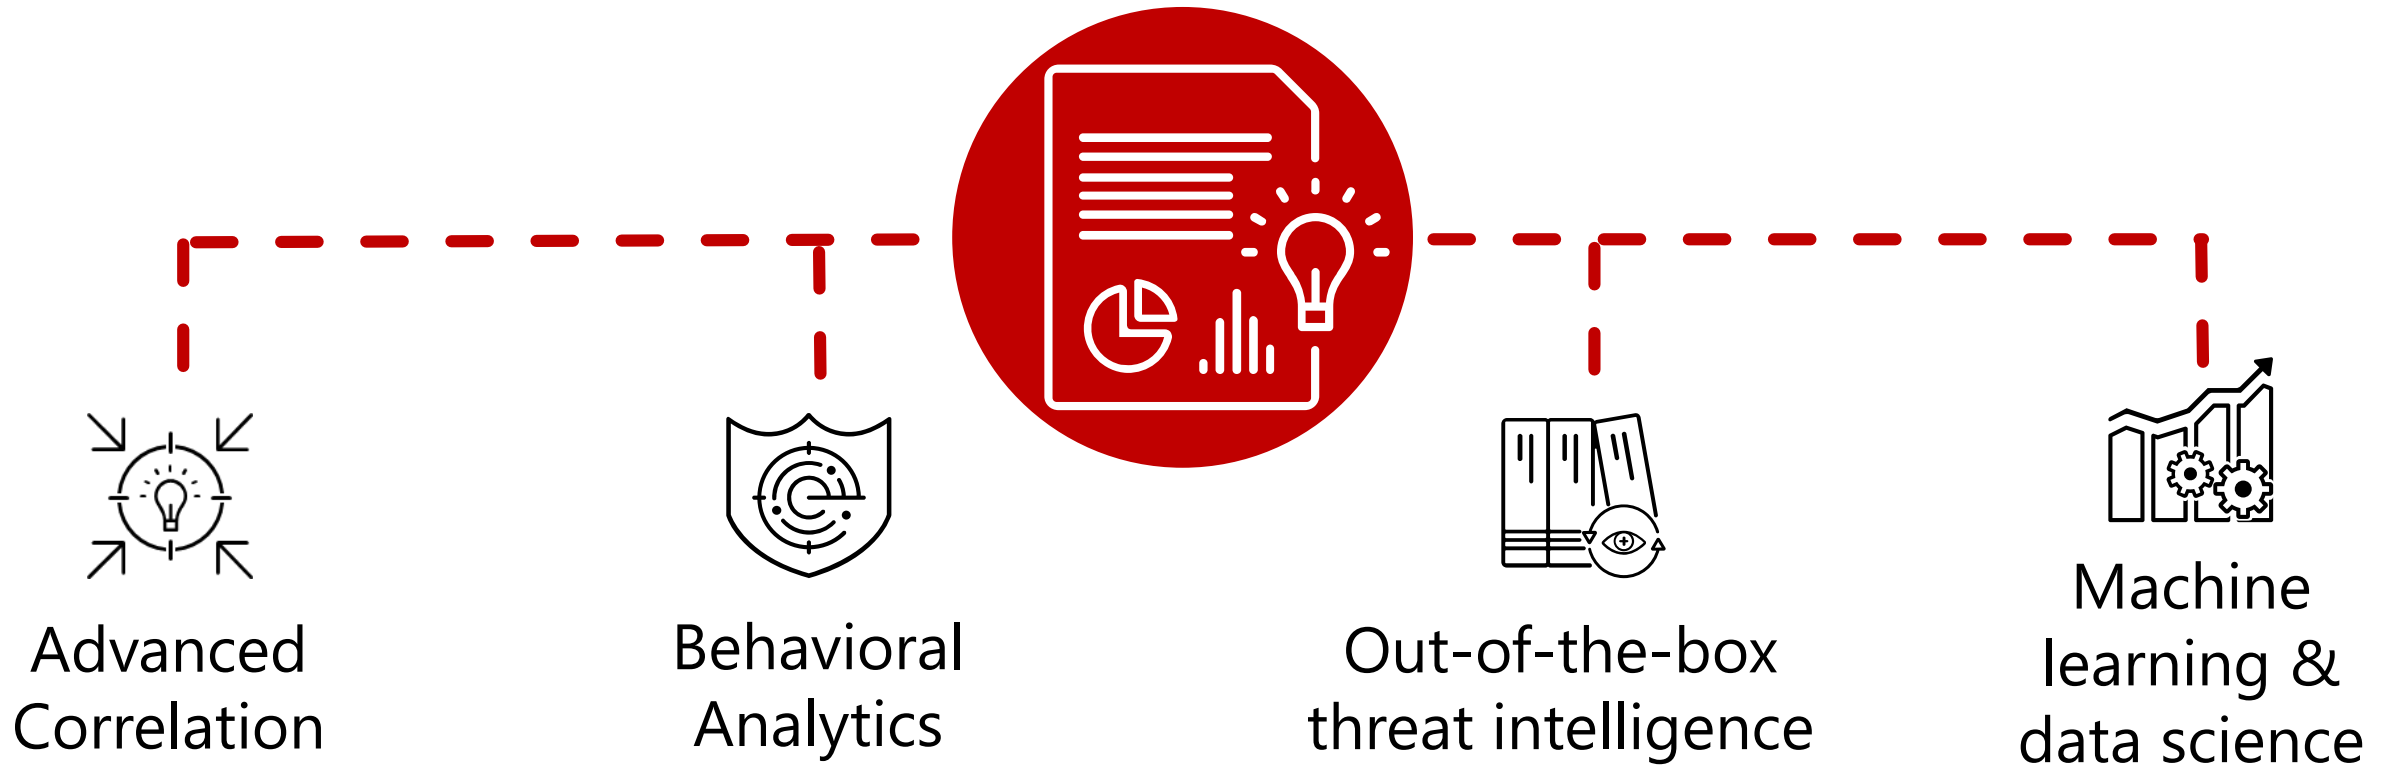 Advanced
Correlation
Behavioral
Analytics
Out-of-the-box
threat intelligence
Machine
learning &
data science